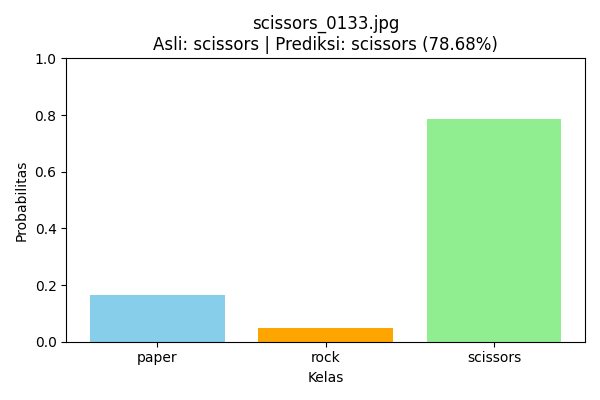 scissors_0133.jpg
Asli: scissors | Prediksi: scissors (78.68%)
1.0
0.8
0.6
0.4
0.2
0.0
Probabilitas
paper
rock
scissors
Kelas